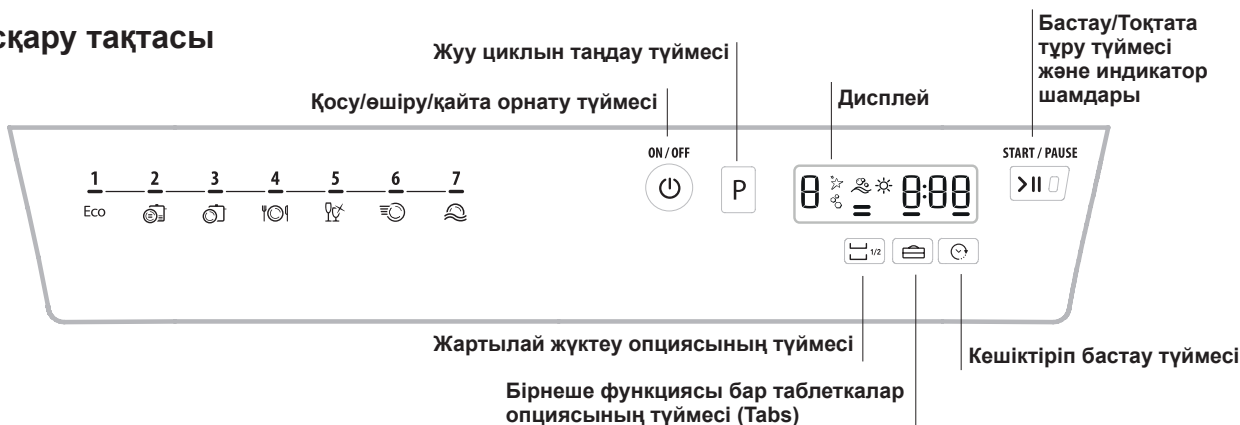 сқару тақтасы
Бастау/Тоқтата
тұру түймесі
және индикатор
шамдары
Жуу циклын таңдау түймесі
Қосу/өшіру/қайта орнату түймесі
Дисплей
ON/OFF
START / PAUSE
1 2 3 4 5 6 7
Eco
P
8 8:88
1/2
Жартылай жүктеу опциясының түймесі
Кешіктіріп бастау түймесі
Бірнеше функциясы бар таблеткалар
опциясының түймесі (Tabs)